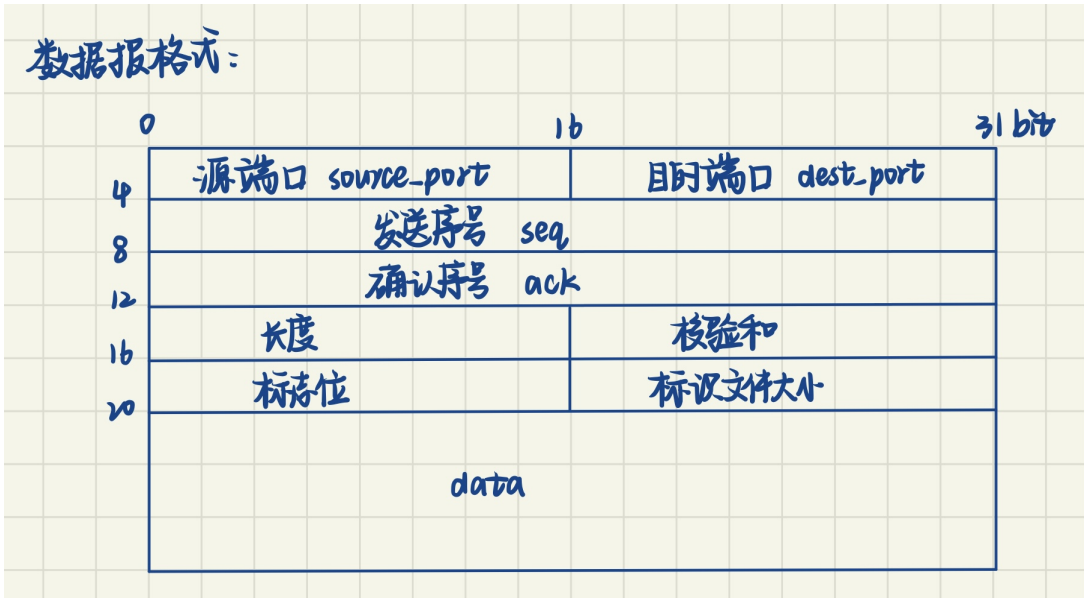 数据报格式：
0 16 31 bit
源端口 source_port 目的端口 dest_port
4
发送序号 seq
8
确认序号 ack
12
长度 校验和
16
标志位 标识文件大小
20
data